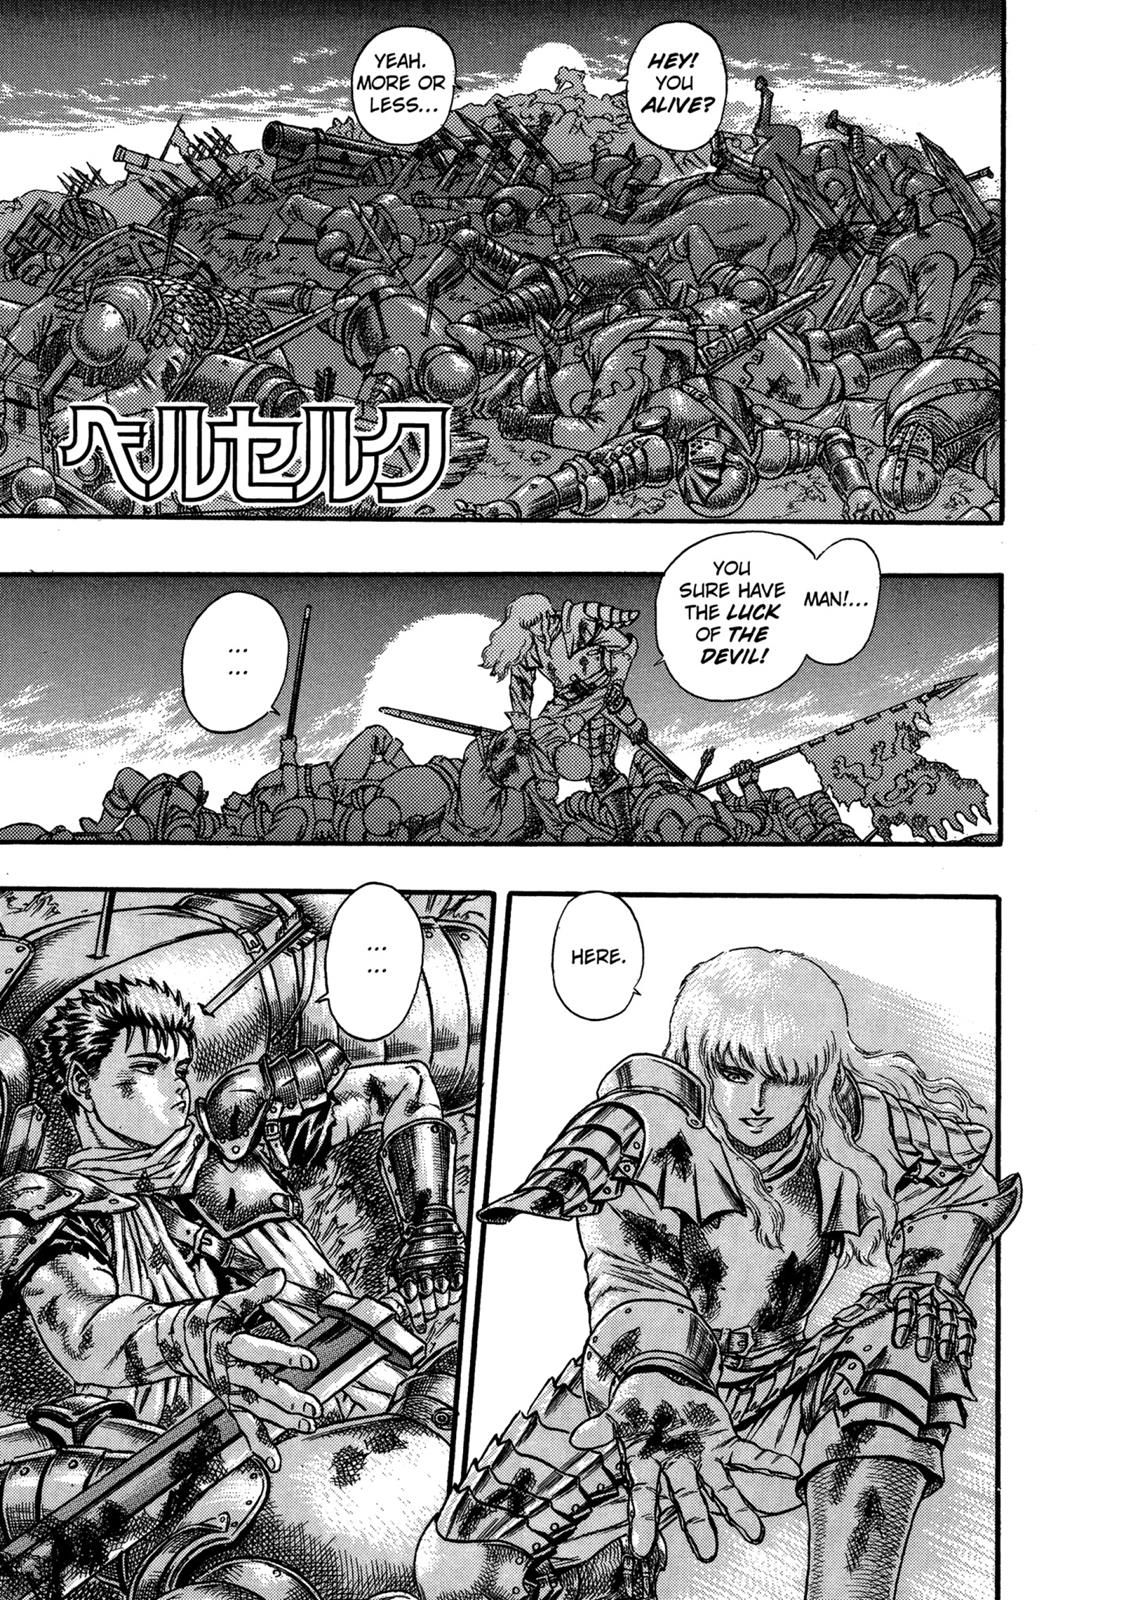 HEY!
YOU
ALIVE?
YEAH.
MORE OR
LESS...
ベルセルク
MAN!...
YOU
SURE HAVE
THE LUCK
OF THE
DEVIL!
...
...
HERE.
...
...